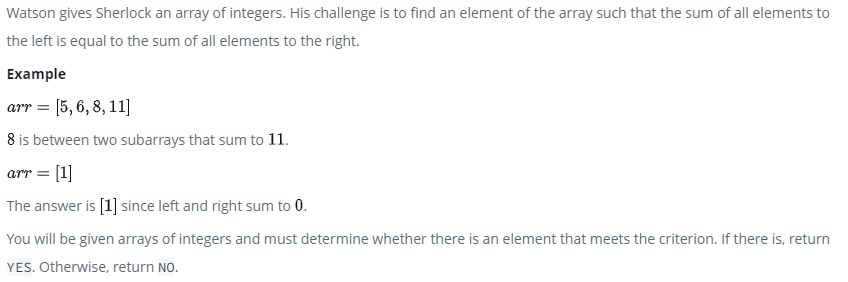 Watson gives Sherlock an array of integers. His challenge is to find an element of the array such that the sum of all elements to
the left is equal to the sum of all elements to the right.
Example
arr = [5, 6, 8, 11]
8 is between two subarrays that sum to 11.
arr = [1]
The answer is [1] since left and right sum to 0.
You will be given arrays of integers and must determine whether there is an element that meets the criterion. If there is, return
YES. Otherwise, return NO.